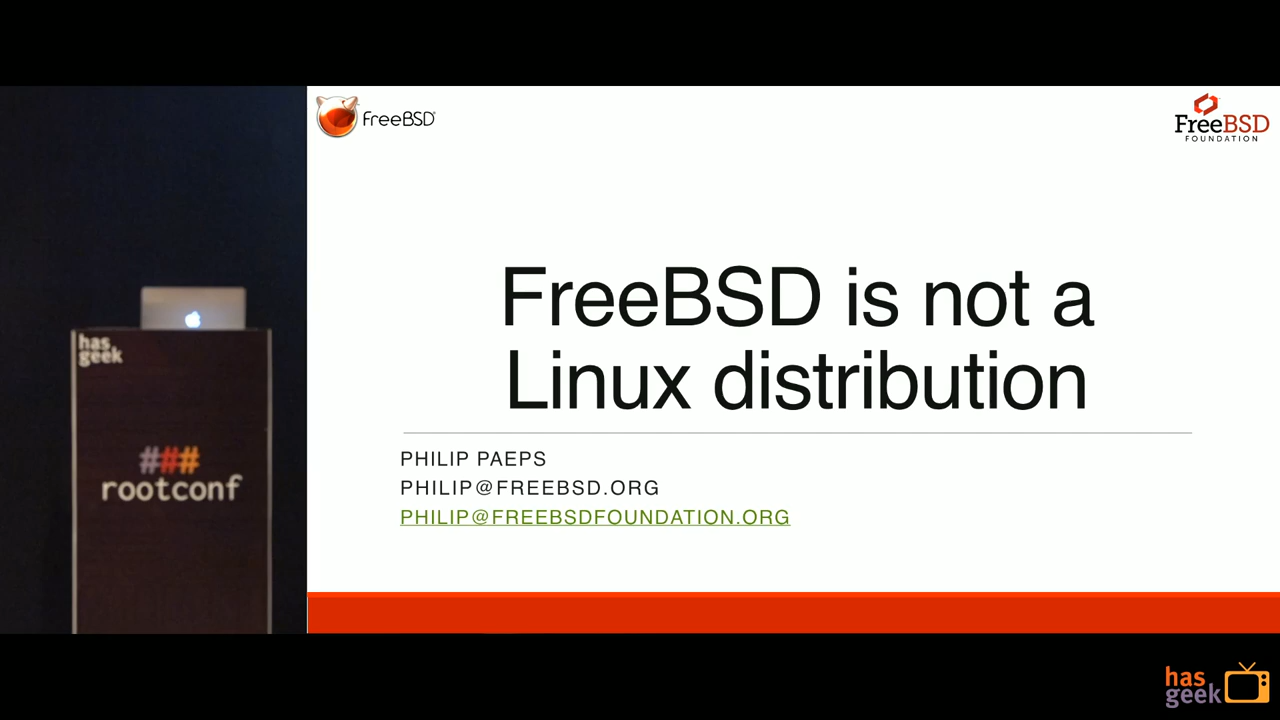 FreeBSD
FreeBSD
FOUNDATION
FreeBSD is not a
Linux distribution
PHILIP PAEPS
PHILIP@FREEBSD.ORG
PHILIP@FREEBSDFOUNDATION.ORG
has
geek
###
rootconf
has
geek